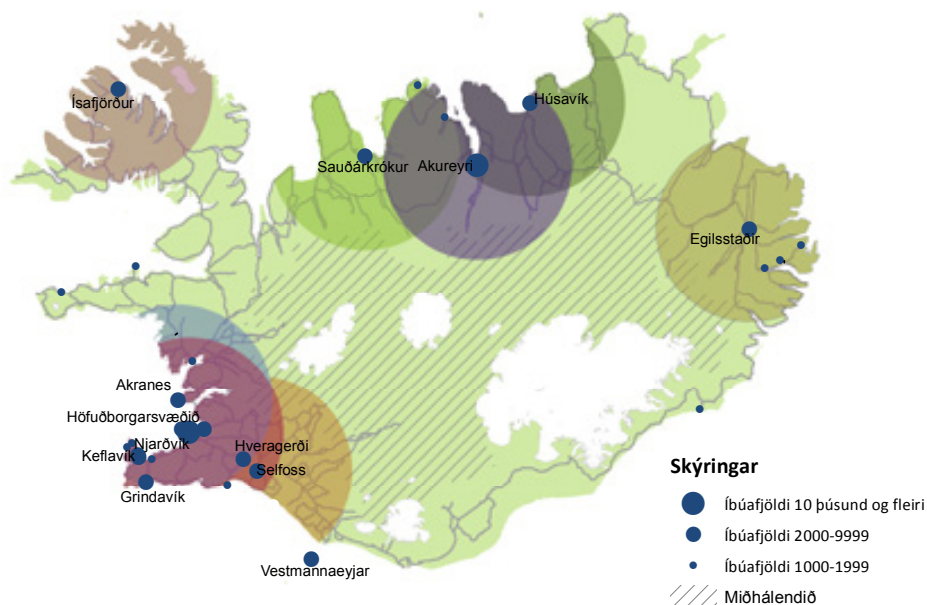 Ísafjörður
Húsavík
Sauðárkrókur
Akureyri
Egilsstaðir
Akranes
Höfuðborgarsvæðið
Njarðvík
Keflavík
Hveragerði
Selfoss
Grindavík
Vestmannaeyjar
Skýringar
Íbúafjöldi 10 þúsund og fleiri
Íbúafjöldi 2000-9999
Íbúafjöldi 1000-1999
Miðhálendið